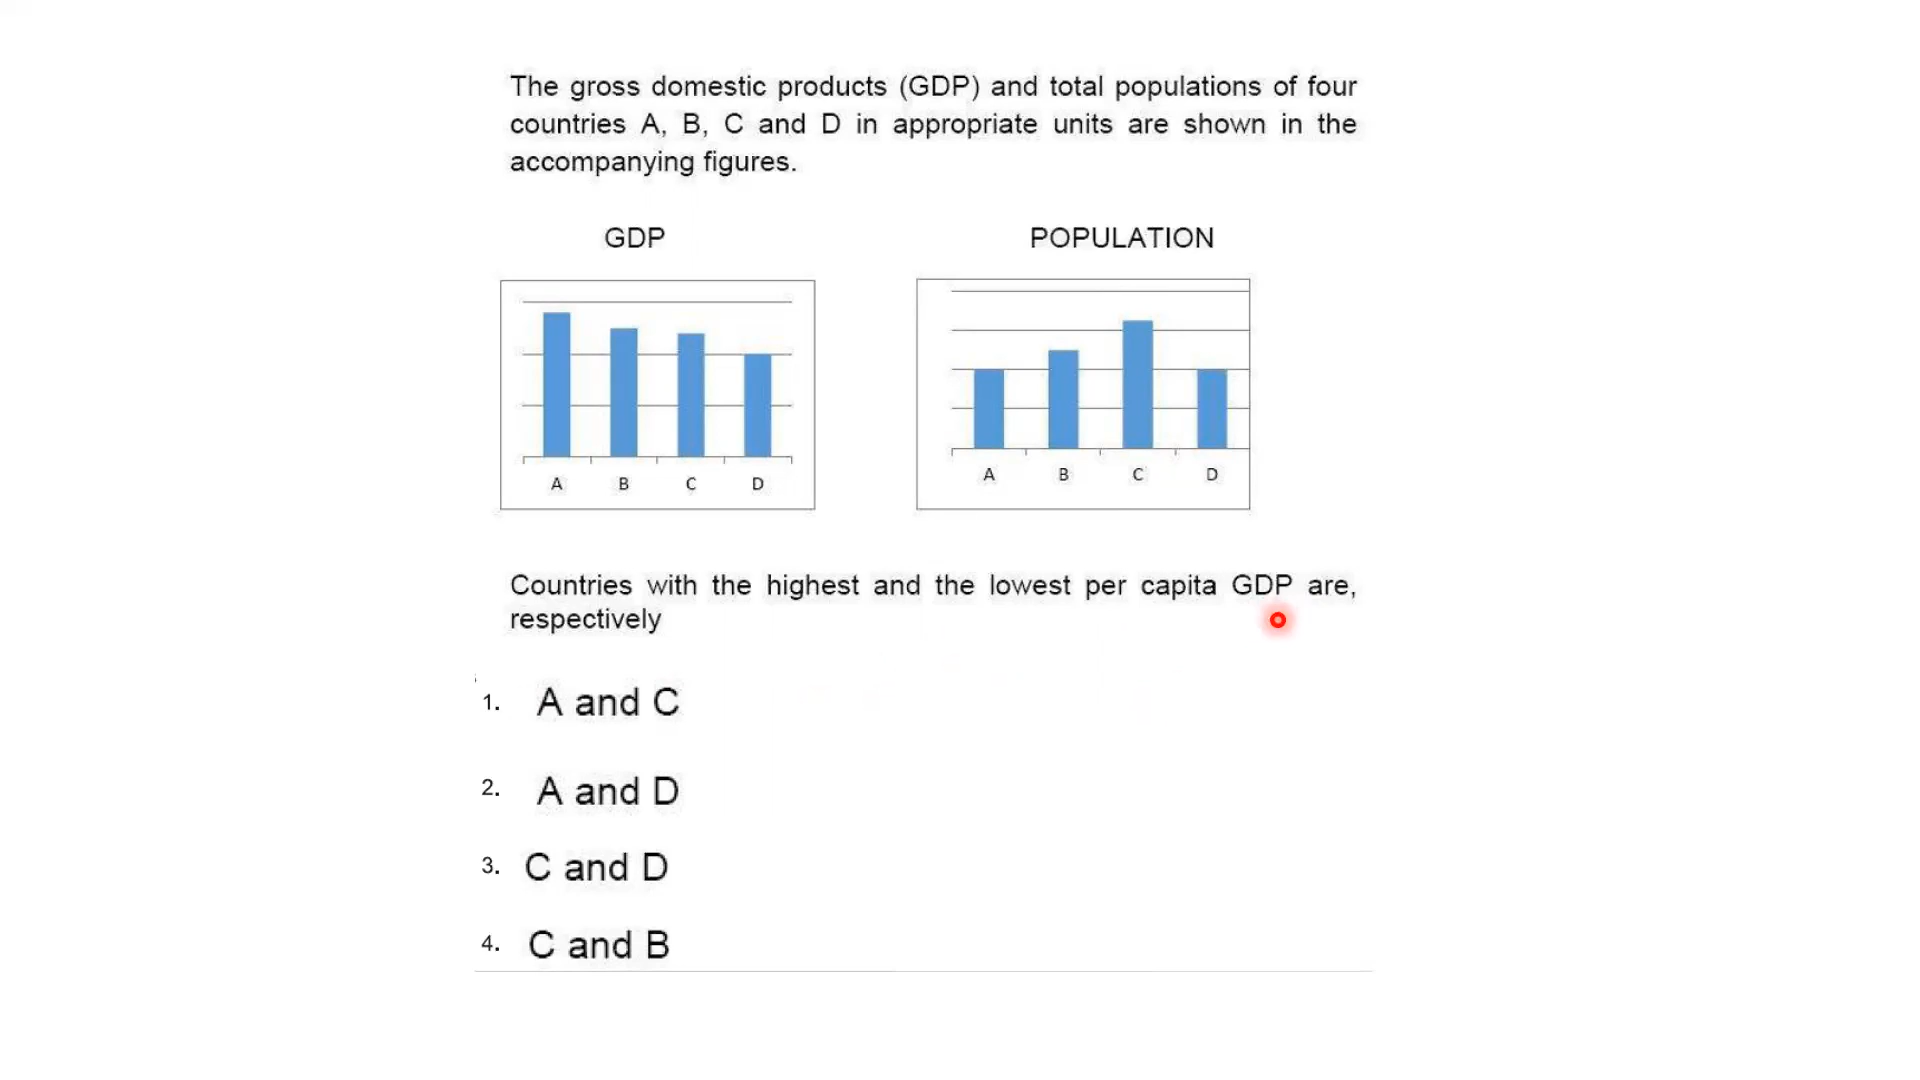 The gross domestic products (GDP) and total populations of four
countries A, B, C and D in appropriate units are shown in the
accompanying figures.
GDP
POPULATION
A B C D
A B C D
Countries with the highest and the lowest per capita GDP are,
respectively
1. A and C
2. A and D
3. C and D
4. C and B